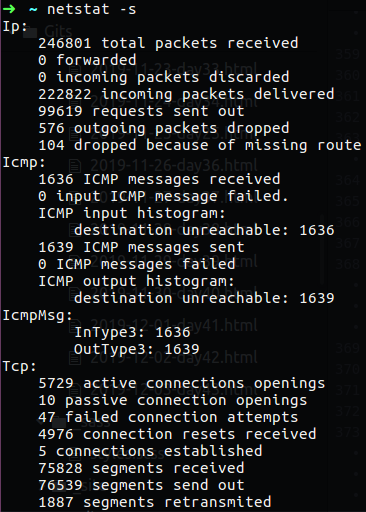 ➜ ~ netstat -s
Ip:
246801 total packets received
0 forwarded
0 incoming packets discarded
222822 incoming packets delivered
99619 requests sent out
576 outgoing packets dropped
104 dropped because of missing route
Icmp:
1636 ICMP messages received
0 input ICMP message failed.
ICMP input histogram:
destination unreachable: 1636
1639 ICMP messages sent
0 ICMP messages failed
ICMP output histogram:
destination unreachable: 1639
IcmpMsg:
InType3: 1636
OutType3: 1639
Tcp:
5729 active connections openings
10 passive connection openings
47 failed connection attempts
4976 connection resets received
5 connections established
75828 segments received
76539 segments send out
1887 segments retransmited